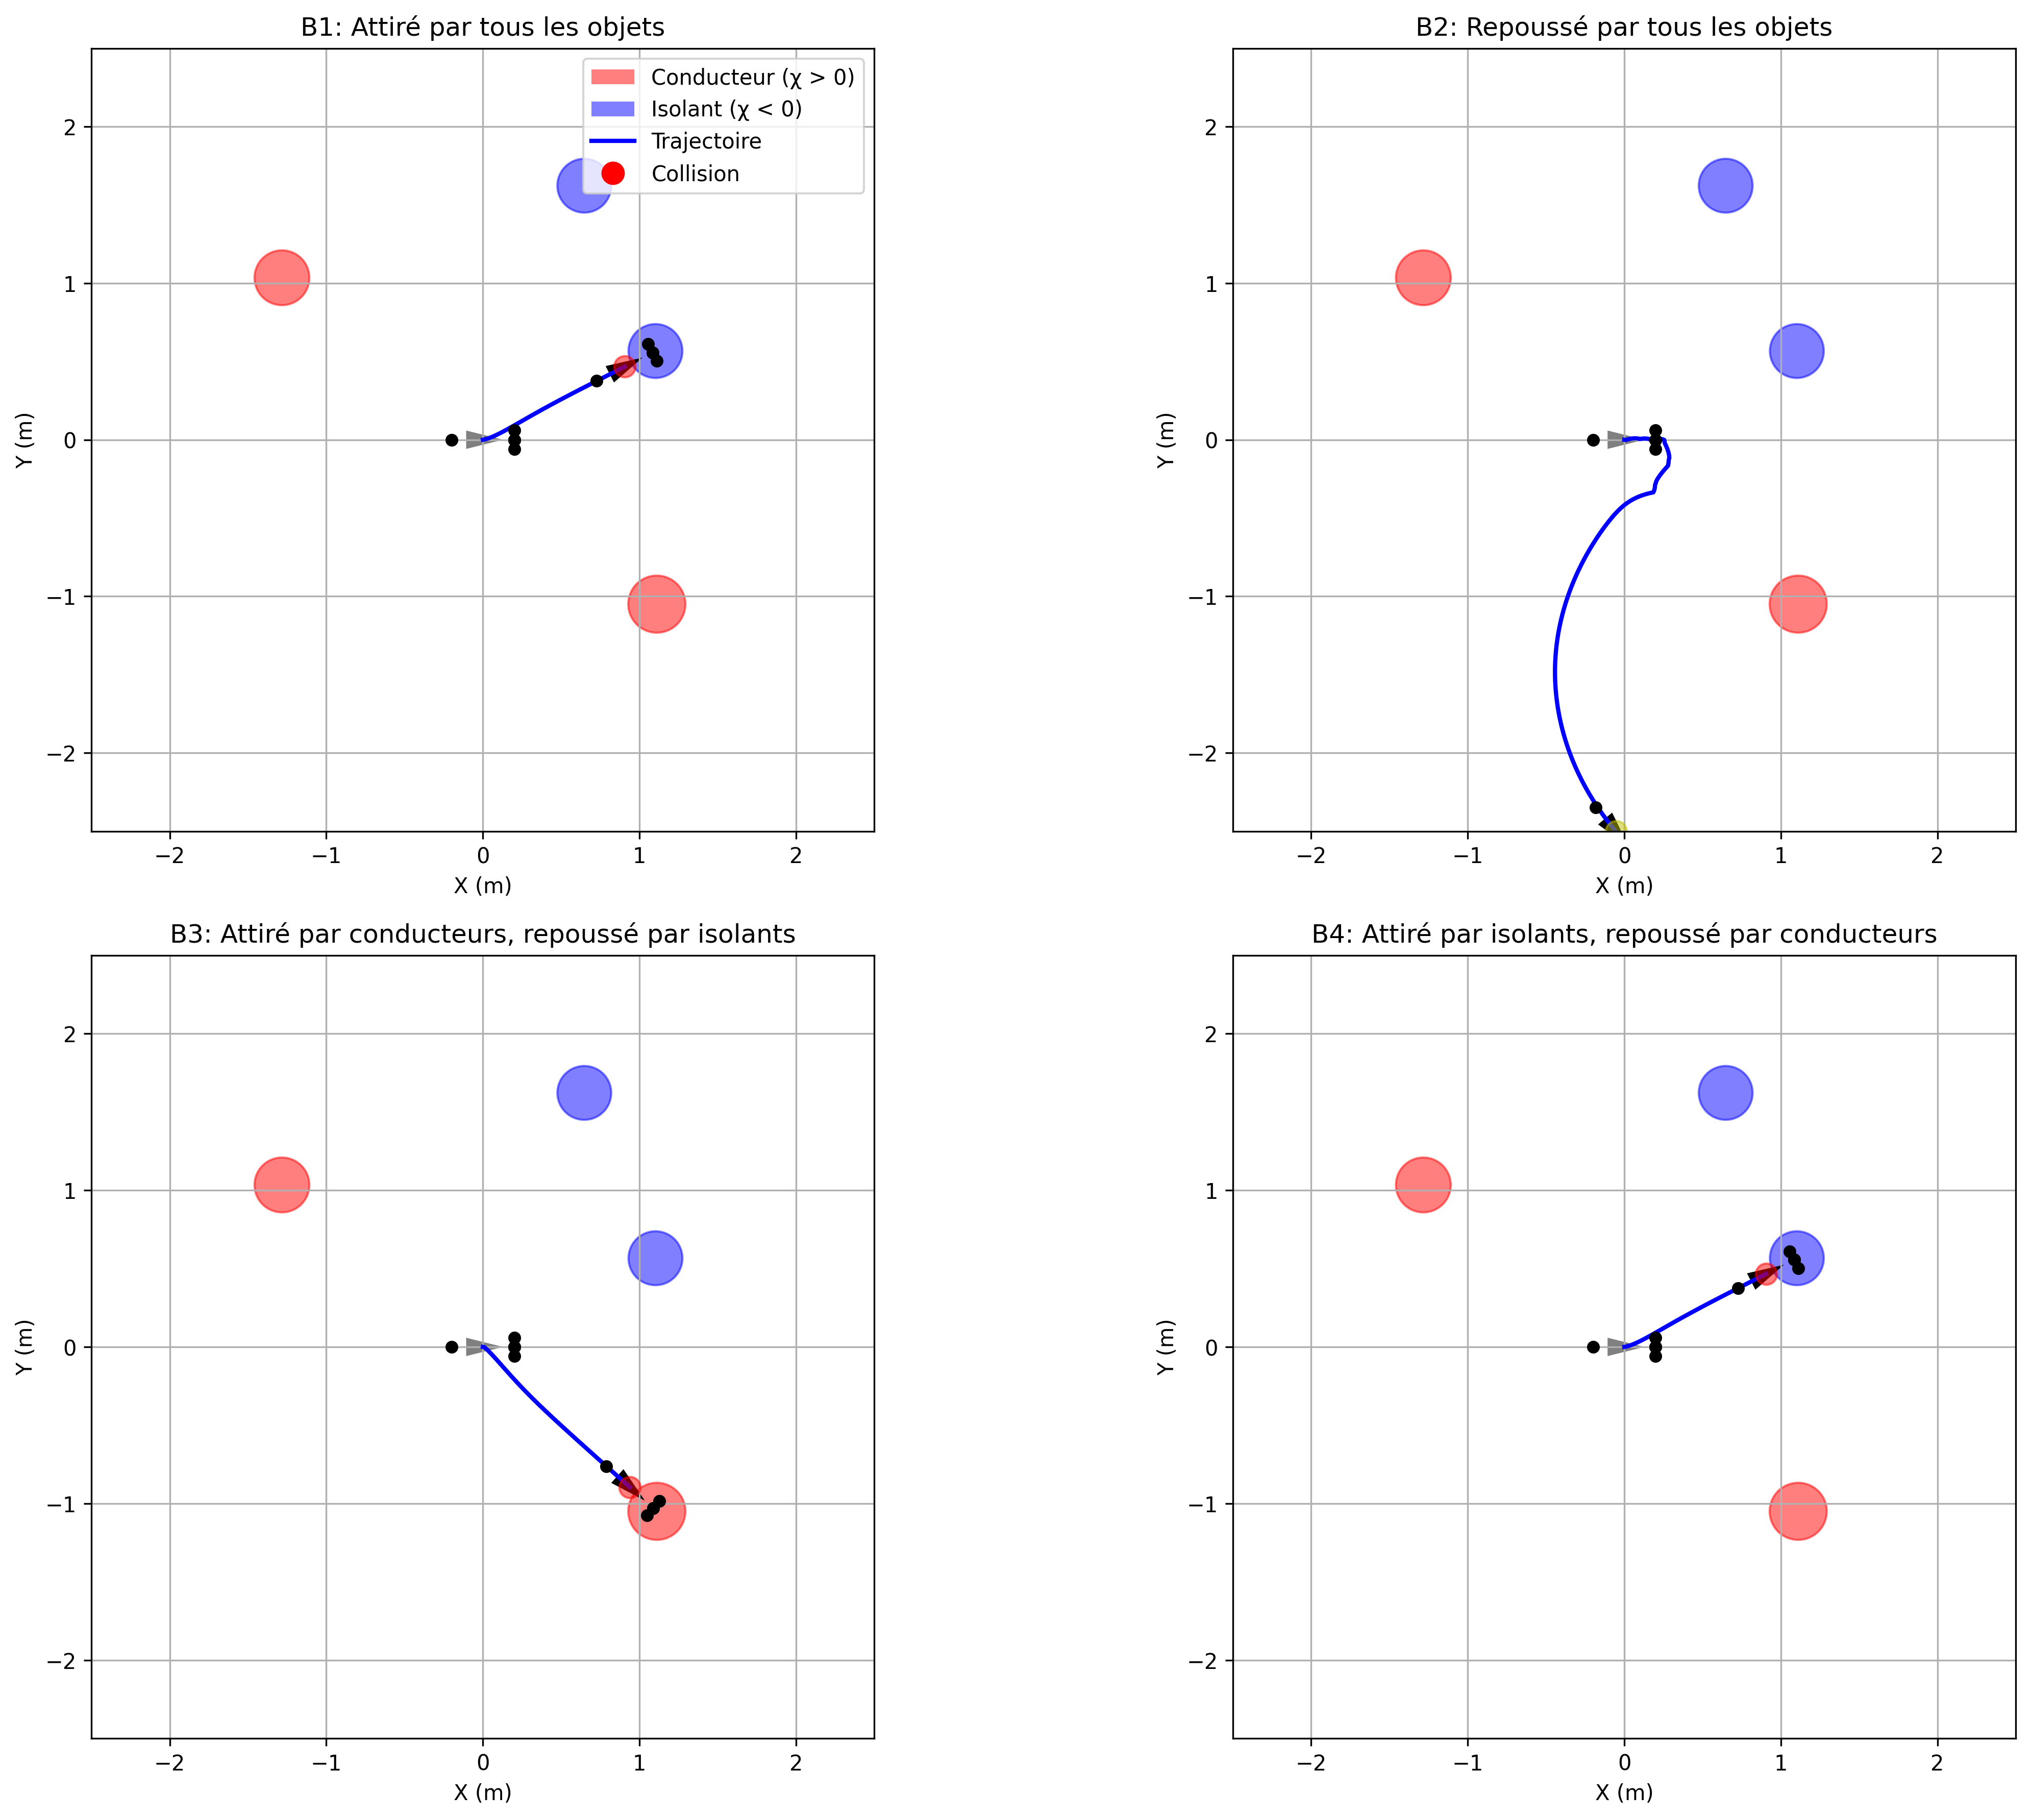 B1: Attiré par tous les objets
Conducteur (χ > 0)
Isolant (χ < 0)
Trajectoire
Collision
2
1
0
−1
−2
Y (m)
−2
−1
0
1
2
X (m)
B2: Repoussé par tous les objets
2
1
0
−1
−2
Y (m)
−2
−1
0
1
2
X (m)
B3: Attiré par conducteurs, repoussé par isolants
2
1
0
−1
−2
Y (m)
−2
−1
0
1
2
X (m)
B4: Attiré par isolants, repoussé par conducteurs
2
1
0
−1
−2
Y (m)
−2
−1
0
1
2
X (m)